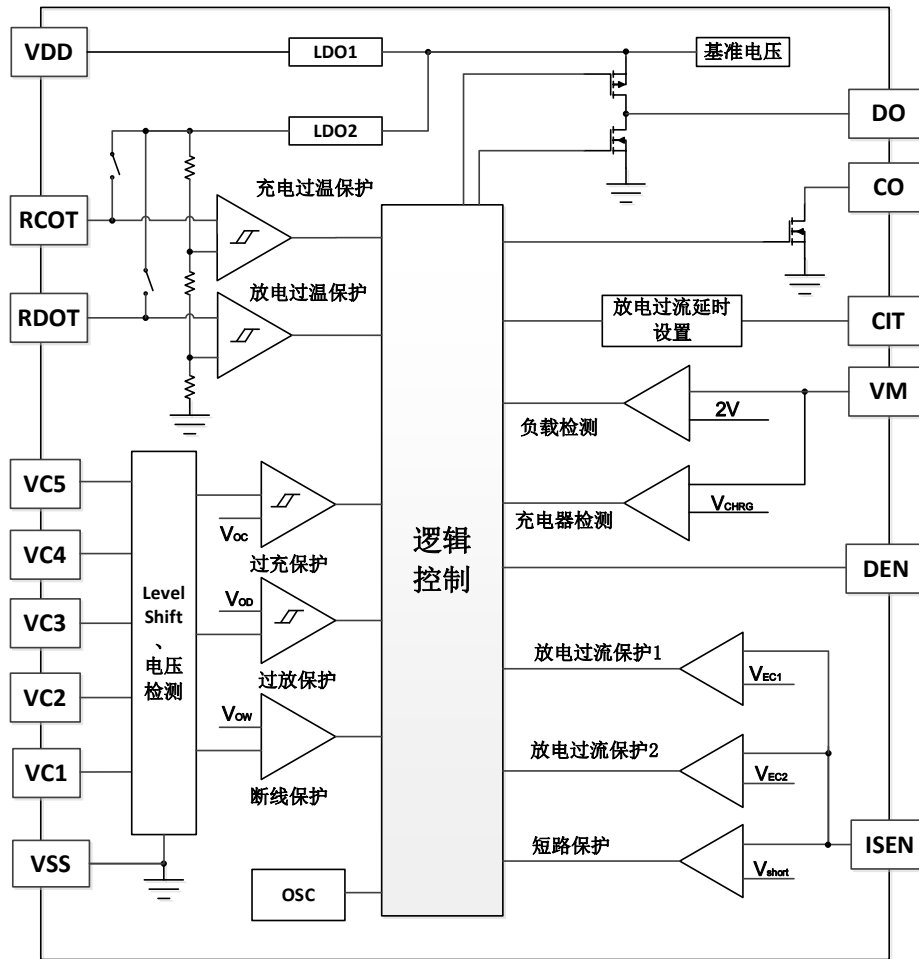 VDD
LDO1
基准电压
LDO2
DO
充电过温保护
CO
RCOT
放电过温保护
RDOT
放电过流延时
设置
CIT
VM
2V
负载检测
VC5
VOC
过充保护
VCHRG
充电器检测
逻辑
控制
VC4
DEN
Level
Shift
、
电压
检测
VOD
VC3
过放保护
放电过流保护1
VEC1
VC2
VOW
断线保护
放电过流保护2
VEC2
VC1
短路保护
Vshort
ISEN
VSS
OSC